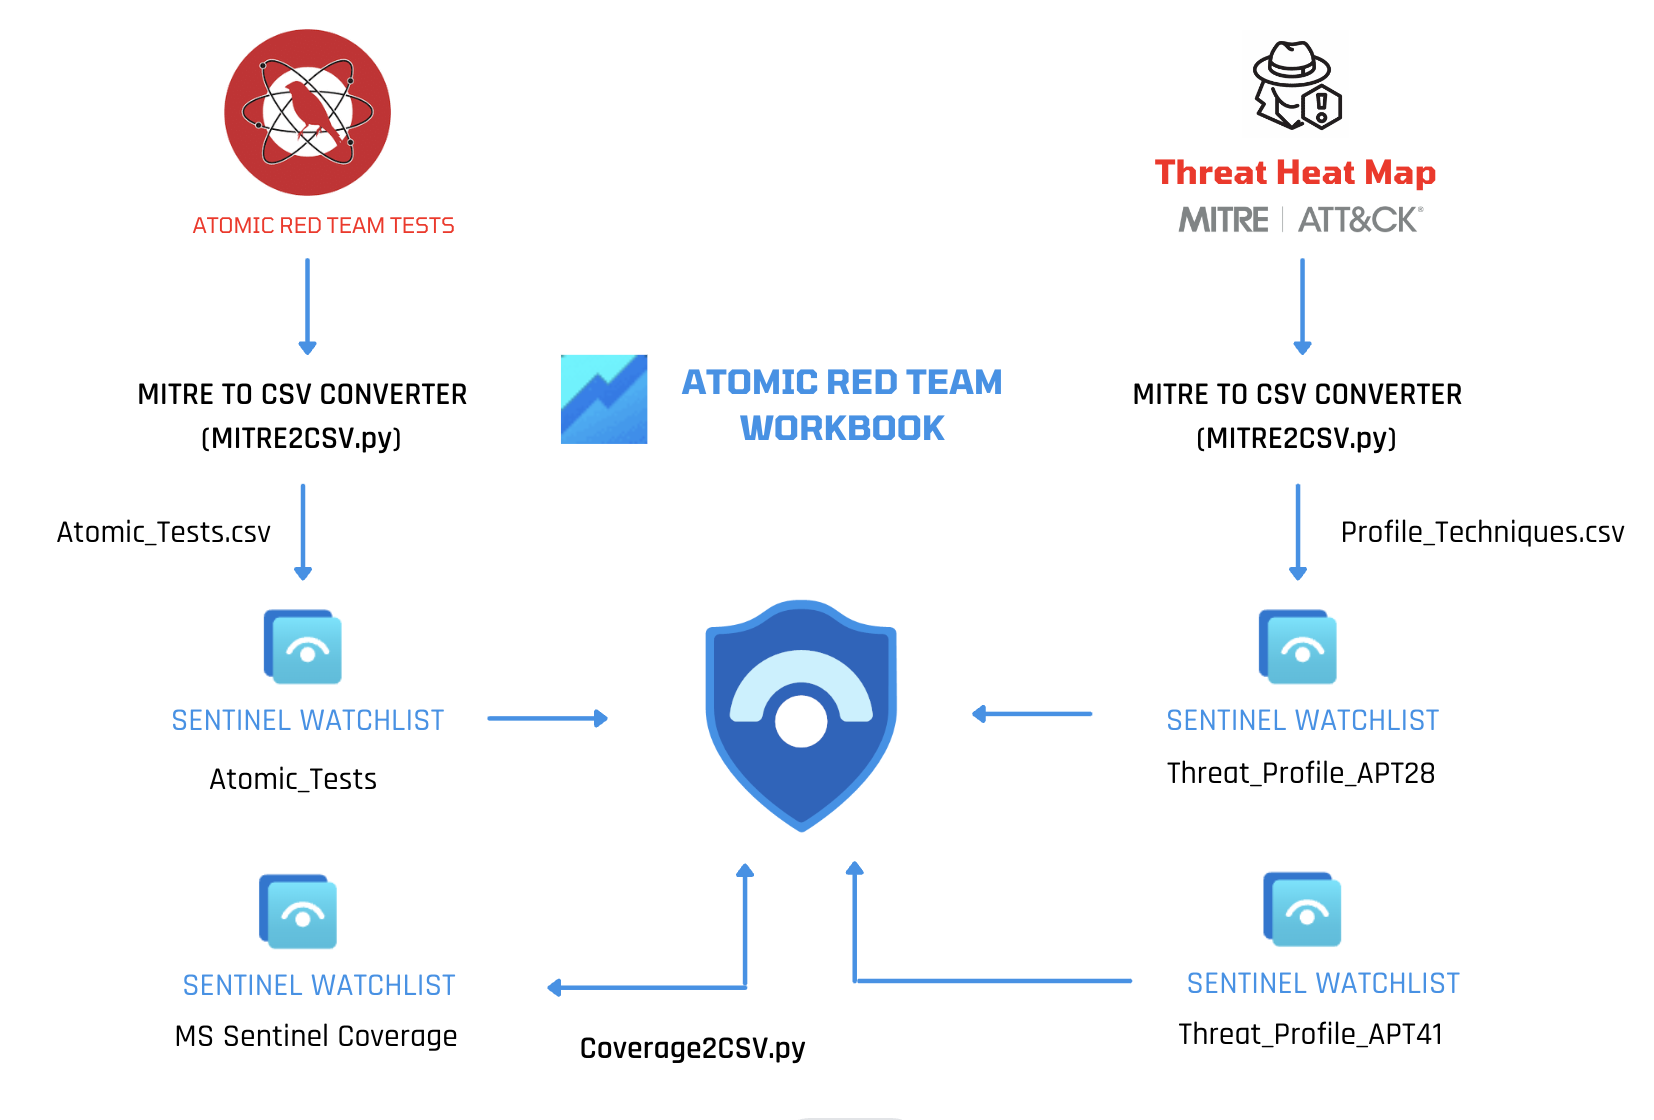 ATOMIC RED TEAM TESTS
Threat Heat Map
MITRE | ATT&CK®
MITRE TO CSV CONVERTER
(MITRE2CSV.py)
ATOMIC RED TEAM
WORKBOOK
MITRE TO CSV CONVERTER
(MITRE2CSV.py)
Atomic_Tests.csv
Profile_Techniques.csv
SENTINEL WATCHLIST
Atomic_Tests
SENTINEL WATCHLIST
Threat_Profile_APT28
SENTINEL WATCHLIST
MS Sentinel Coverage
Coverage2CSV.py
SENTINEL WATCHLIST
Threat_Profile_APT41